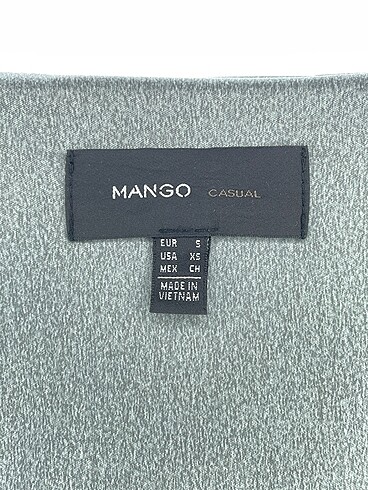 MANGO CASUAL
EUR S
USA XS
MEX CH
MADE IN
VIETNAM